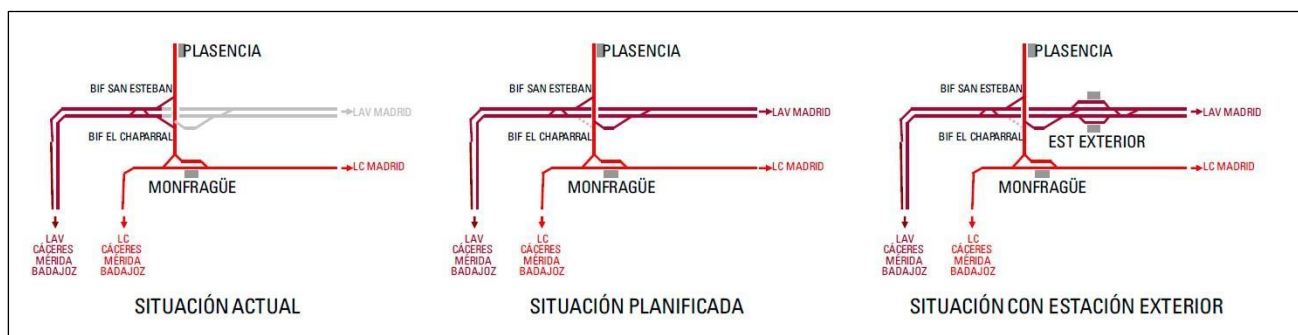 PLASENCIA
BIF SAN ESTEBAN
LAV MADRID
BIF EL CHAPARRAL
LC MADRID
MONFRAGÜE
LAV
CÁCERES
MÉRIDA
BADAJOZ
LC
CÁCERES
MÉRIDA
BADAJOZ
SITUACIÓN ACTUAL
PLASENCIA
BIF SAN ESTEBAN
LAV MADRID
BIF EL CHAPARRAL
LC MADRID
MONFRAGÜE
LAV
CÁCERES
MÉRIDA
BADAJOZ
LC
CÁCERES
MÉRIDA
BADAJOZ
SITUACIÓN PLANIFICADA
PLASENCIA
BIF SAN ESTEBAN
LAV MADRID
BIF EL CHAPARRAL
EST EXTERIOR
LC MADRID
MONFRAGÜE
LAV
CÁCERES
MÉRIDA
BADAJOZ
LC
CÁCERES
MÉRIDA
BADAJOZ
SITUACIÓN CON ESTACIÓN EXTERIOR